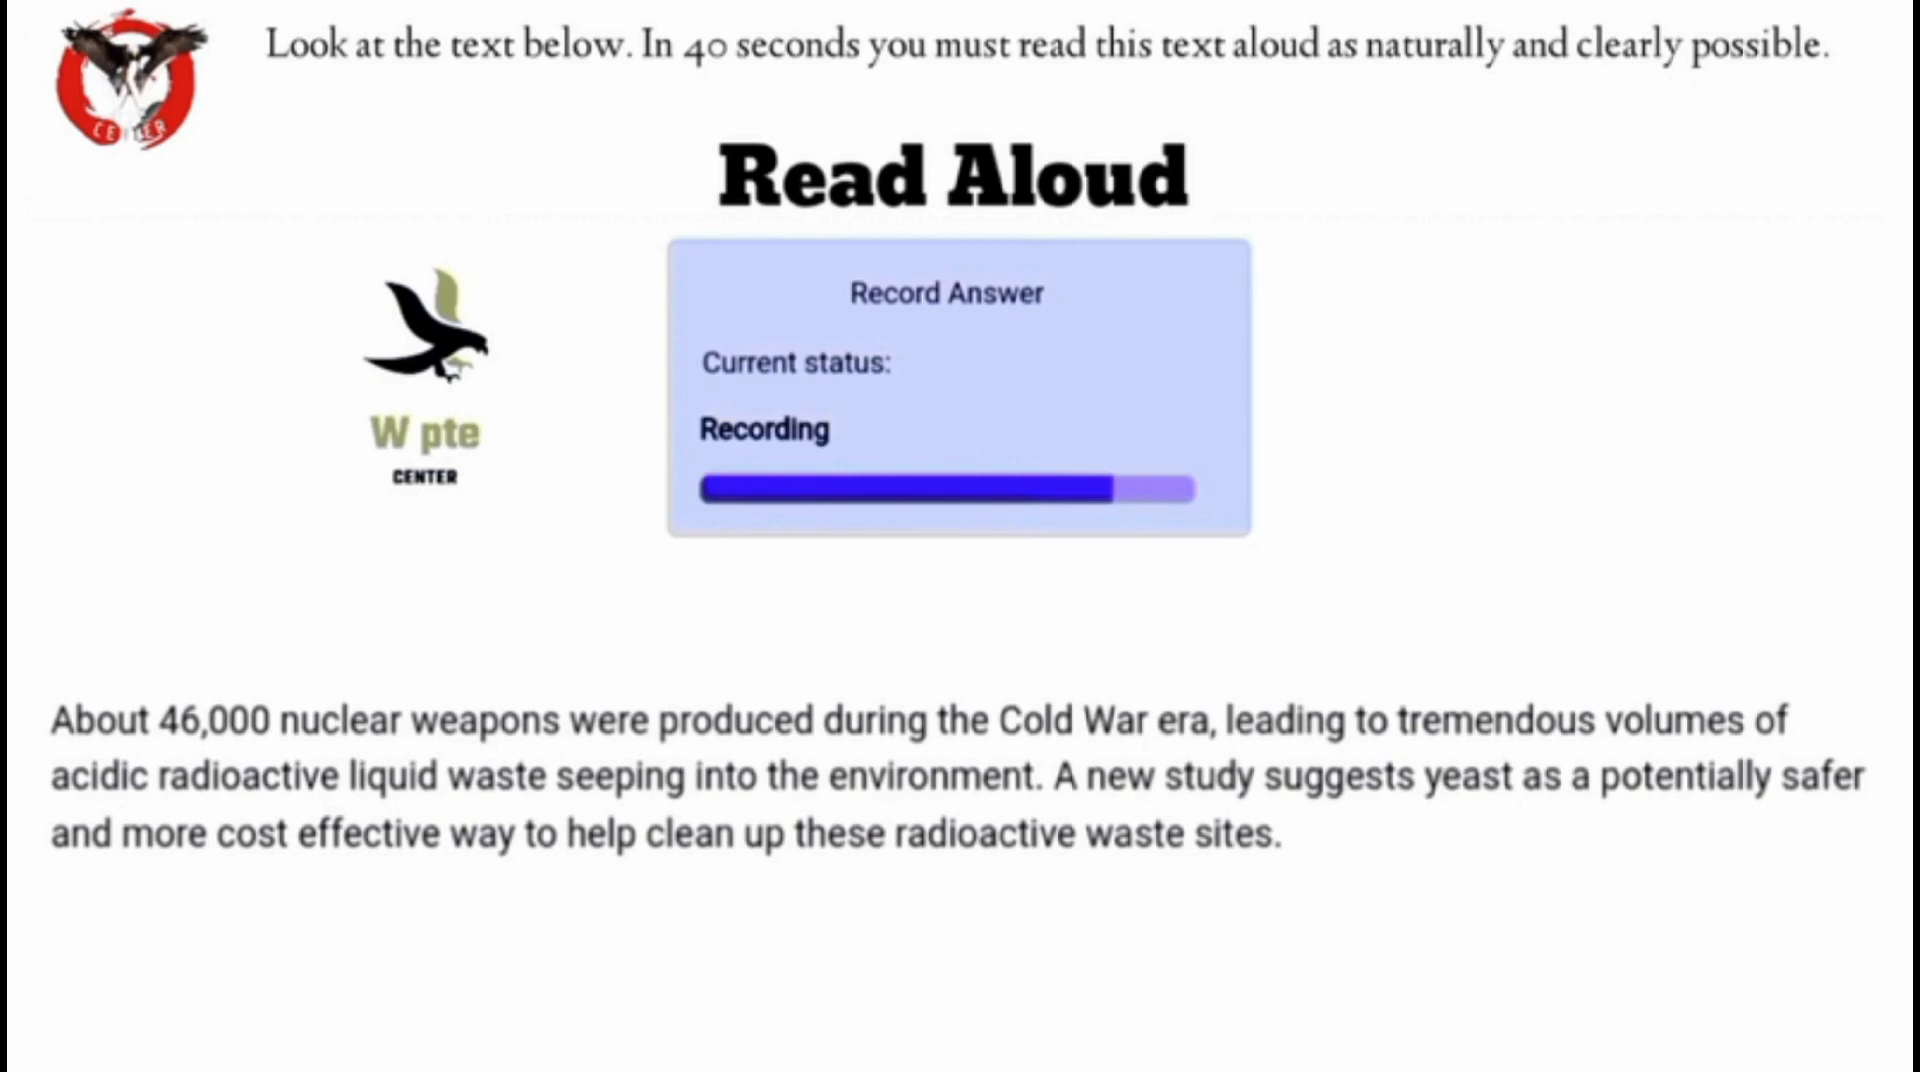 Look at the text below. In 40 seconds you must read this text aloud as naturally and clearly possible.
CENTER
Read Aloud
Record Answer
Current status:
Recording
W pte
CENTER
About 46,000 nuclear weapons were produced during the Cold War era, leading to tremendous volumes of
acidic radioactive liquid waste seeping into the environment. A new study suggests yeast as a potentially safer
and more cost effective way to help clean up these radioactive waste sites.